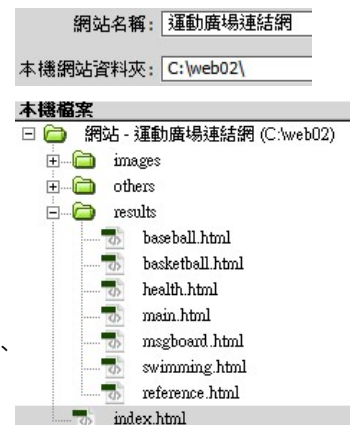 網站名稱: 運動廣場連結網
本機網站資料夾: C:\web02\
本機檔案
網站 - 運動廣場連結網 (C:\web02)
images
others
results
baseball.html
basketball.html
health.html
main.html
、
msgboard.html
swimming.html
reference.html
index.html